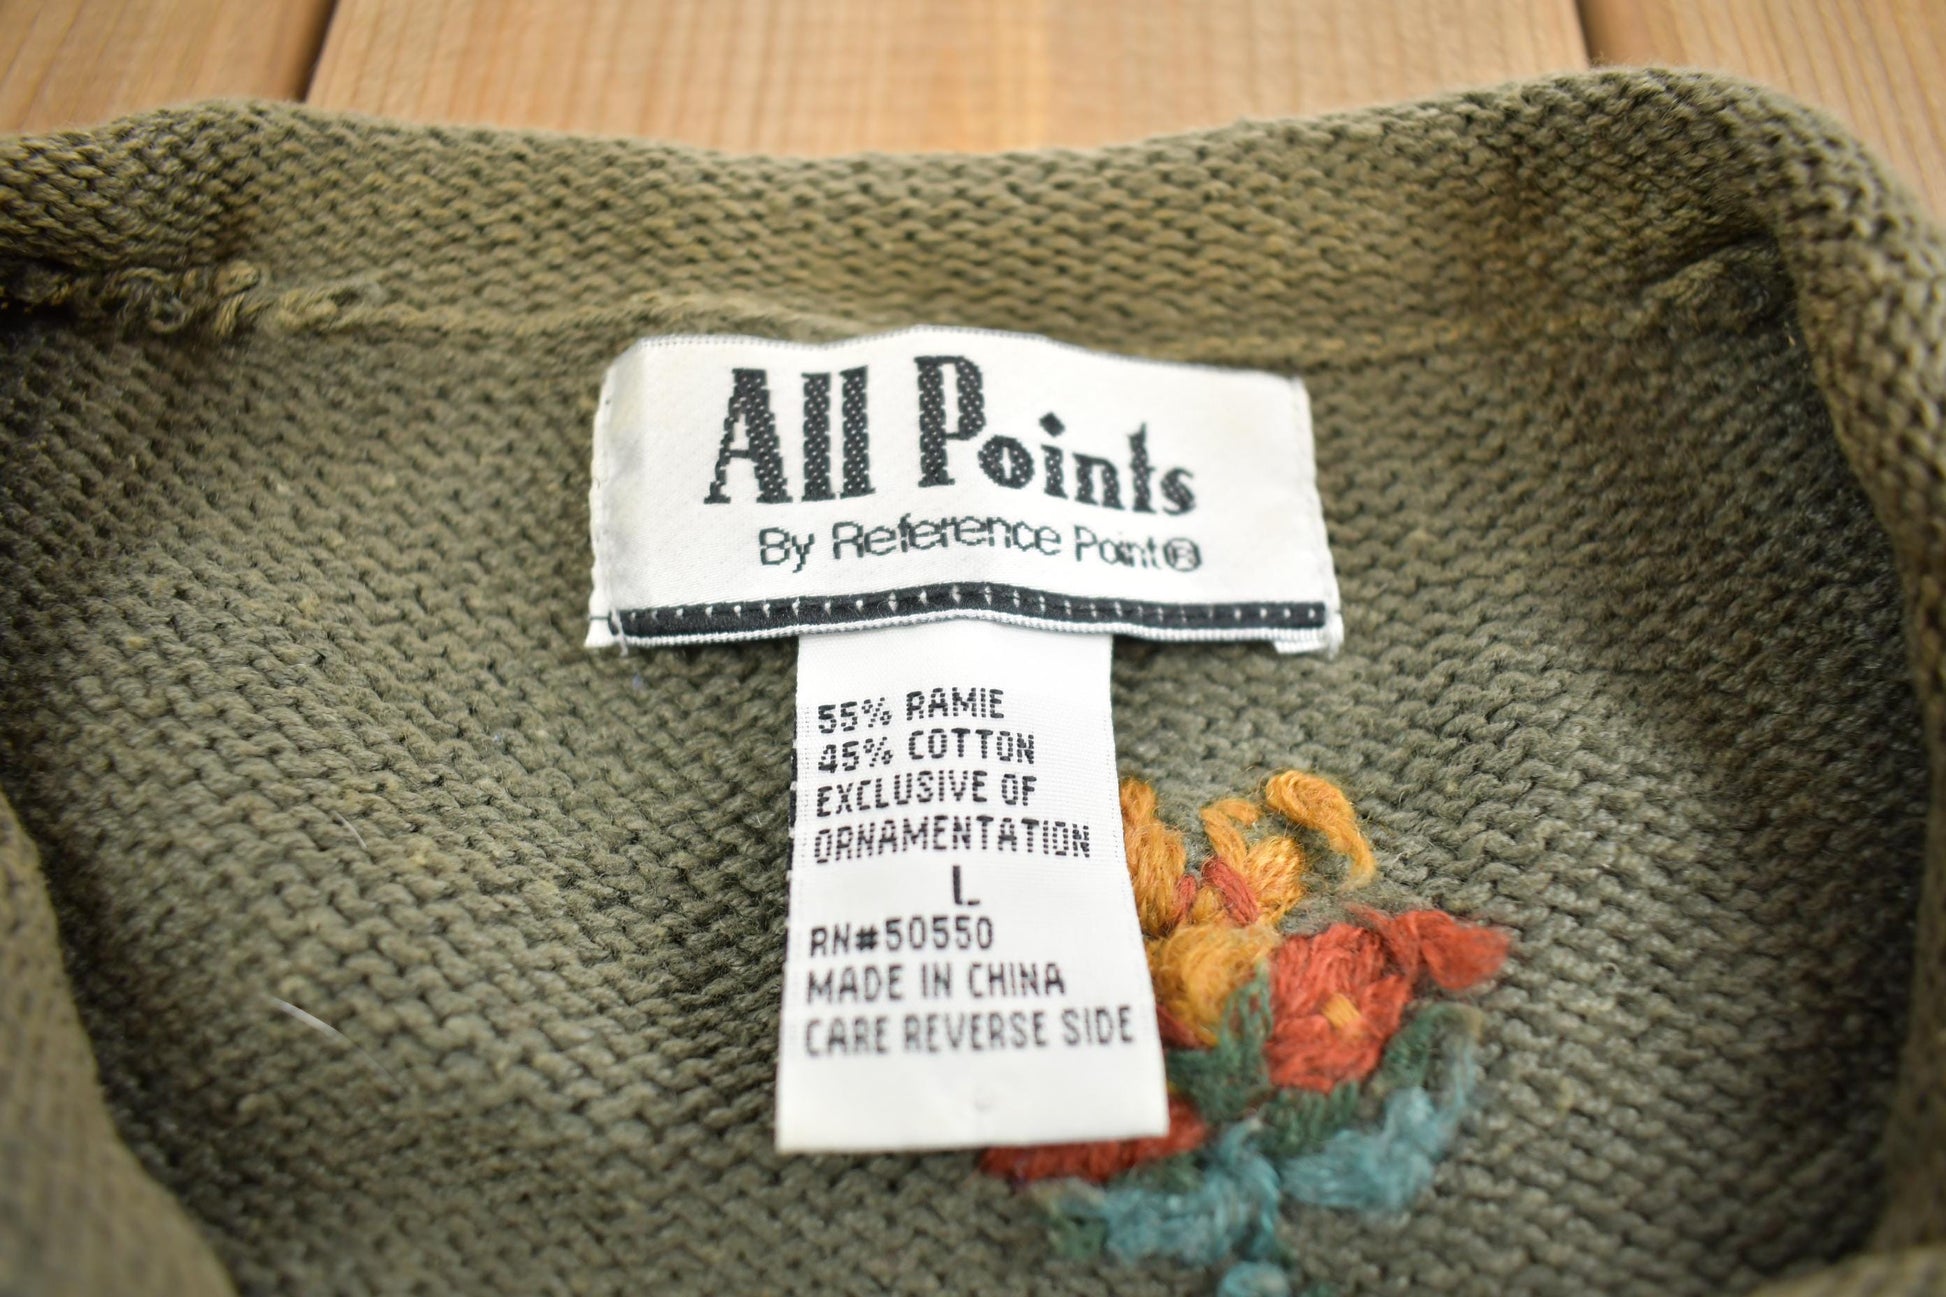 All Points
By Reference Point®
55% RAMIE
45% COTTON
EXCLUSIVE OF
ORNAMENTATION
L
RN#50550
MADE IN CHINA
CARE REVERSE SIDE